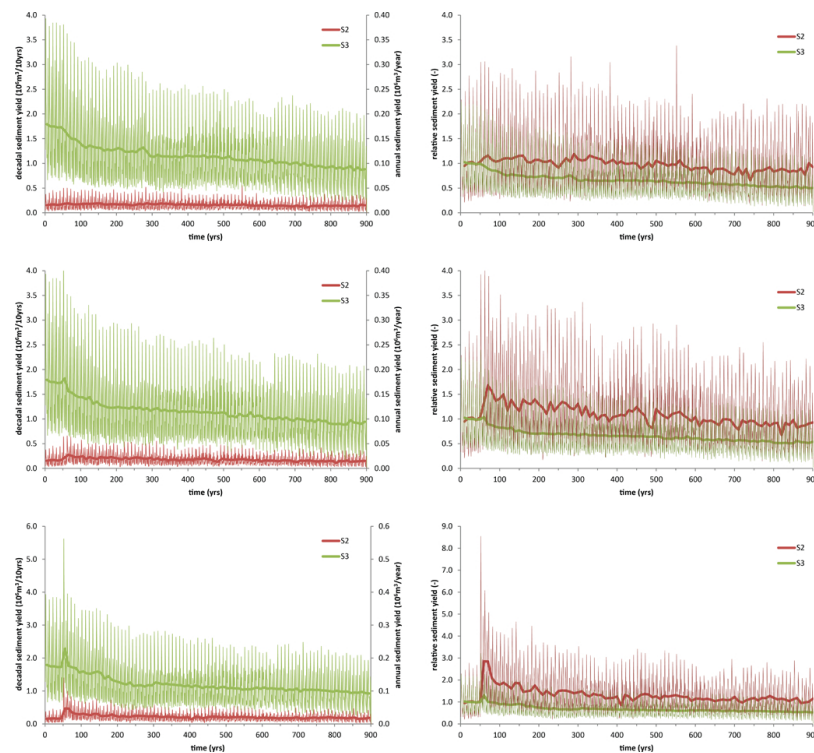 decadal sediment yield (10⁶m³/10yrs)
4.0
3.5
3.0
2.5
2.0
1.5
1.0
0.5
0.0
0 100 200 300 400 500 600 700 800 900
time (yrs)
0.40
0.35
0.30
0.25
0.20
0.15
0.10
0.05
0.00
annual sediment yield (10⁶m³/year)
S2
S3
relative sediment yield (-)
4.0
3.5
3.0
2.5
2.0
1.5
1.0
0.5
0.0
0 100 200 300 400 500 600 700 800 900
time (yrs)
S2
S3
decadal sediment yield (10⁶m³/10yrs)
4.0
3.5
3.0
2.5
2.0
1.5
1.0
0.5
0.0
0 100 200 300 400 500 600 700 800 900
time (yrs)
0.40
0.35
0.30
0.25
0.20
0.15
0.10
0.05
0.00
annual sediment yield (10⁶m³/year)
S2
S3
relative sediment yield (-)
4.0
3.5
3.0
2.5
2.0
1.5
1.0
0.5
0.0
0 100 200 300 400 500 600 700 800 900
time (yrs)
S2
S3
decadal sediment yield (10⁶m³/10yrs)
6.0
5.0
4.0
3.0
2.0
1.0
0.0
0 100 200 300 400 500 600 700 800 900
time (yrs)
0.6
0.5
0.4
0.3
0.2
0.1
0.0
annual sediment yield (10⁶m³/year)
S2
S3
relative sediment yield (-)
9.0
8.0
7.0
6.0
5.0
4.0
3.0
2.0
1.0
0.0
0 100 200 300 400 500 600 700 800 900
time (yrs)
S2
S3